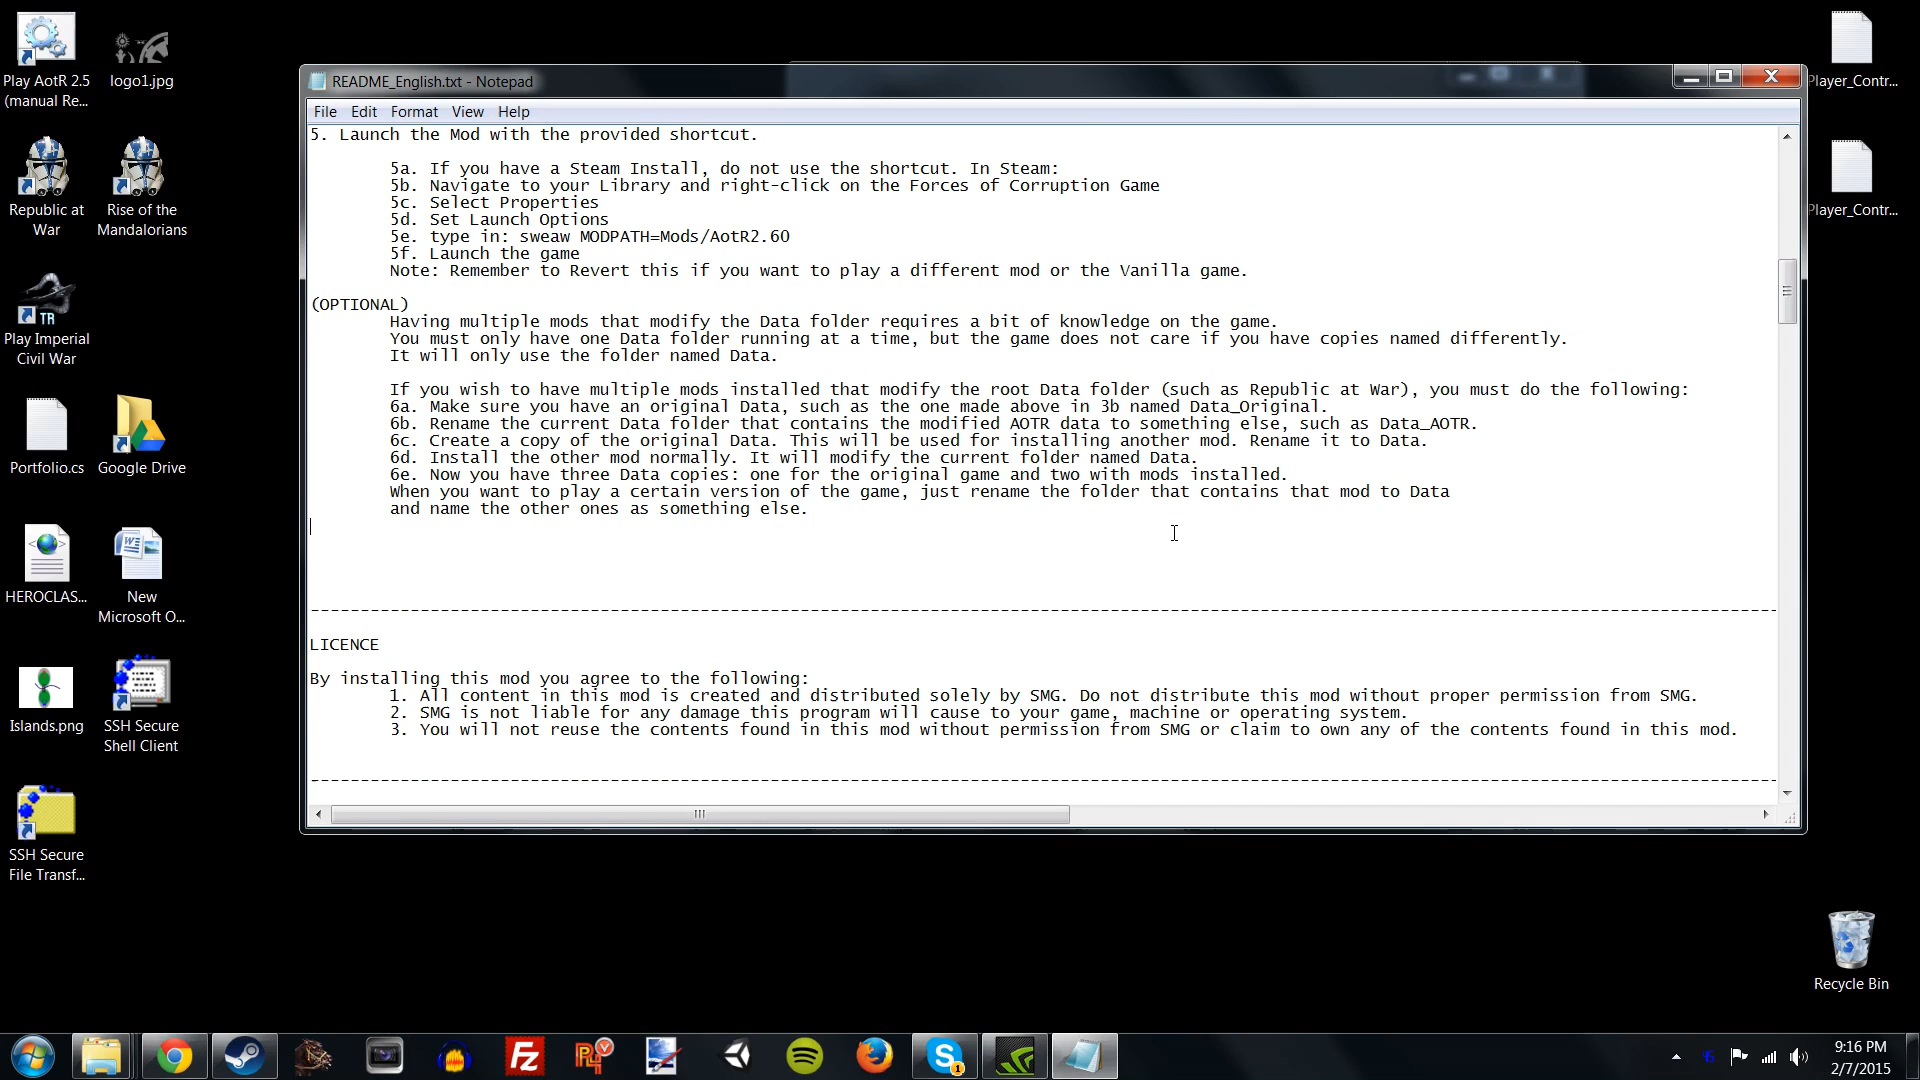 Play AotR 2.5
(manual Re...
logo1.jpg
Republic at
War
Rise of the
Mandalorians
TR
Play Imperial
Civil War
Portfolio.cs
Google Drive
HEROCLAS...
New
Microsoft O...
Islands.png
SSH Secure
Shell Client
SSH Secure
File Transf...
README_English.txt - Notepad
File Edit Format View Help
5. Launch the Mod with the provided shortcut.
5a. If you have a Steam Install, do not use the shortcut. In Steam:
5b. Navigate to your Library and right-click on the Forces of Corruption Game
5c. Select Properties
5d. Set Launch Options
5e. type in: sweaw MODPATH=Mods/AotR2.60
5f. Launch the game
Note: Remember to Revert this if you want to play a different mod or the Vanilla game.
(OPTIONAL)
Having multiple mods that modify the Data folder requires a bit of knowledge on the game.
You must only have one Data folder running at a time, but the game does not care if you have copies named differently.
It will only use the folder named Data.
If you wish to have multiple mods installed that modify the root Data folder (such as Republic at War), you must do the following:
6a. Make sure you have an original Data, such as the one made above in 3b named Data_Original.
6b. Rename the current Data folder that contains the modified AOTR data to something else, such as Data_AOTR.
6c. Create a copy of the original Data. This will be used for installing another mod. Rename it to Data.
6d. Install the other mod normally. It will modify the current folder named Data.
6e. Now you have three Data copies: one for the original game and two with mods installed.
When you want to play a certain version of the game, just rename the folder that contains that mod to Data
and name the other ones as something else.
--------------------------------------------------------------------------------------------------------------------------------------------------
LICENCE
By installing this mod you agree to the following:
1. All content in this mod is created and distributed solely by SMG. Do not distribute this mod without proper permission from SMG.
2. SMG is not liable for any damage this program will cause to your game, machine or operating system.
3. You will not reuse the contents found in this mod without permission from SMG or claim to own any of the contents found in this mod.
--------------------------------------------------------------------------------------------------------------------------------------------------
Player_Contr...
Player_Contr...
Recycle Bin
Fz
P4V
1
9:16 PM
2/7/2015